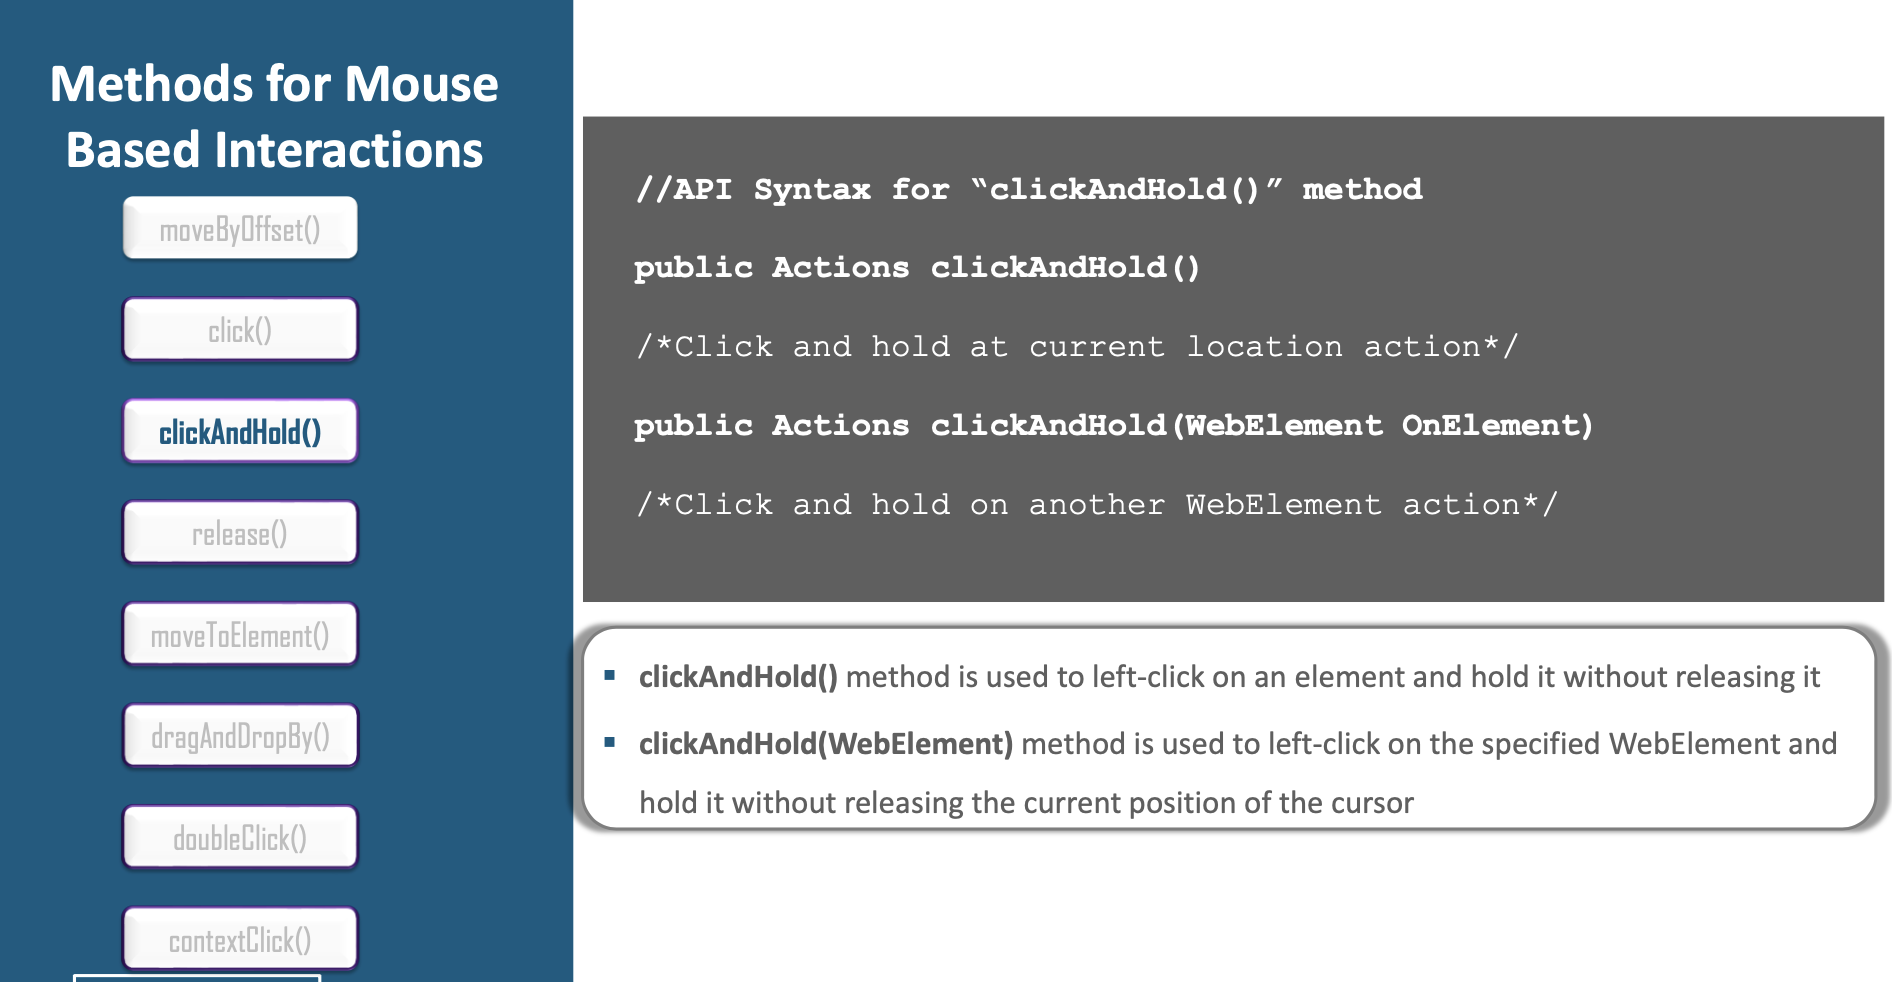 Methods for Mouse
Based Interactions
moveByOffset()
click()
clickAndHold()
release()
moveToElement()
dragAndDropBy()
doubleClick()
contextClick()
//API Syntax for “clickAndHold()” method
public Actions clickAndHold()
/*Click and hold at current location action*/
public Actions clickAndHold(WebElement OnElement)
/*Click and hold on another WebElement action*/
▪ clickAndHold() method is used to left-click on an element and hold it without releasing it
▪ clickAndHold(WebElement) method is used to left-click on the specified WebElement and
hold it without releasing the current position of the cursor